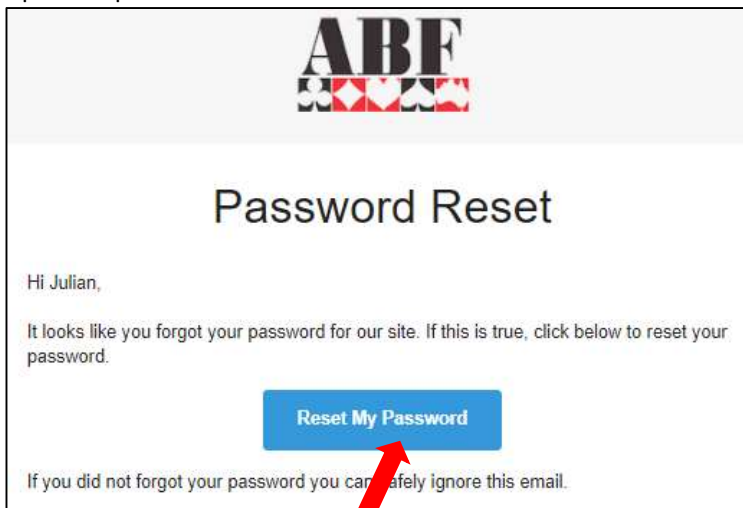 ABF
Password Reset
Hi Julian,
It looks like you forgot your password for our site. If this is true, click below to reset your
password.
Reset My Password
If you did not forgot your password you can safely ignore this email.